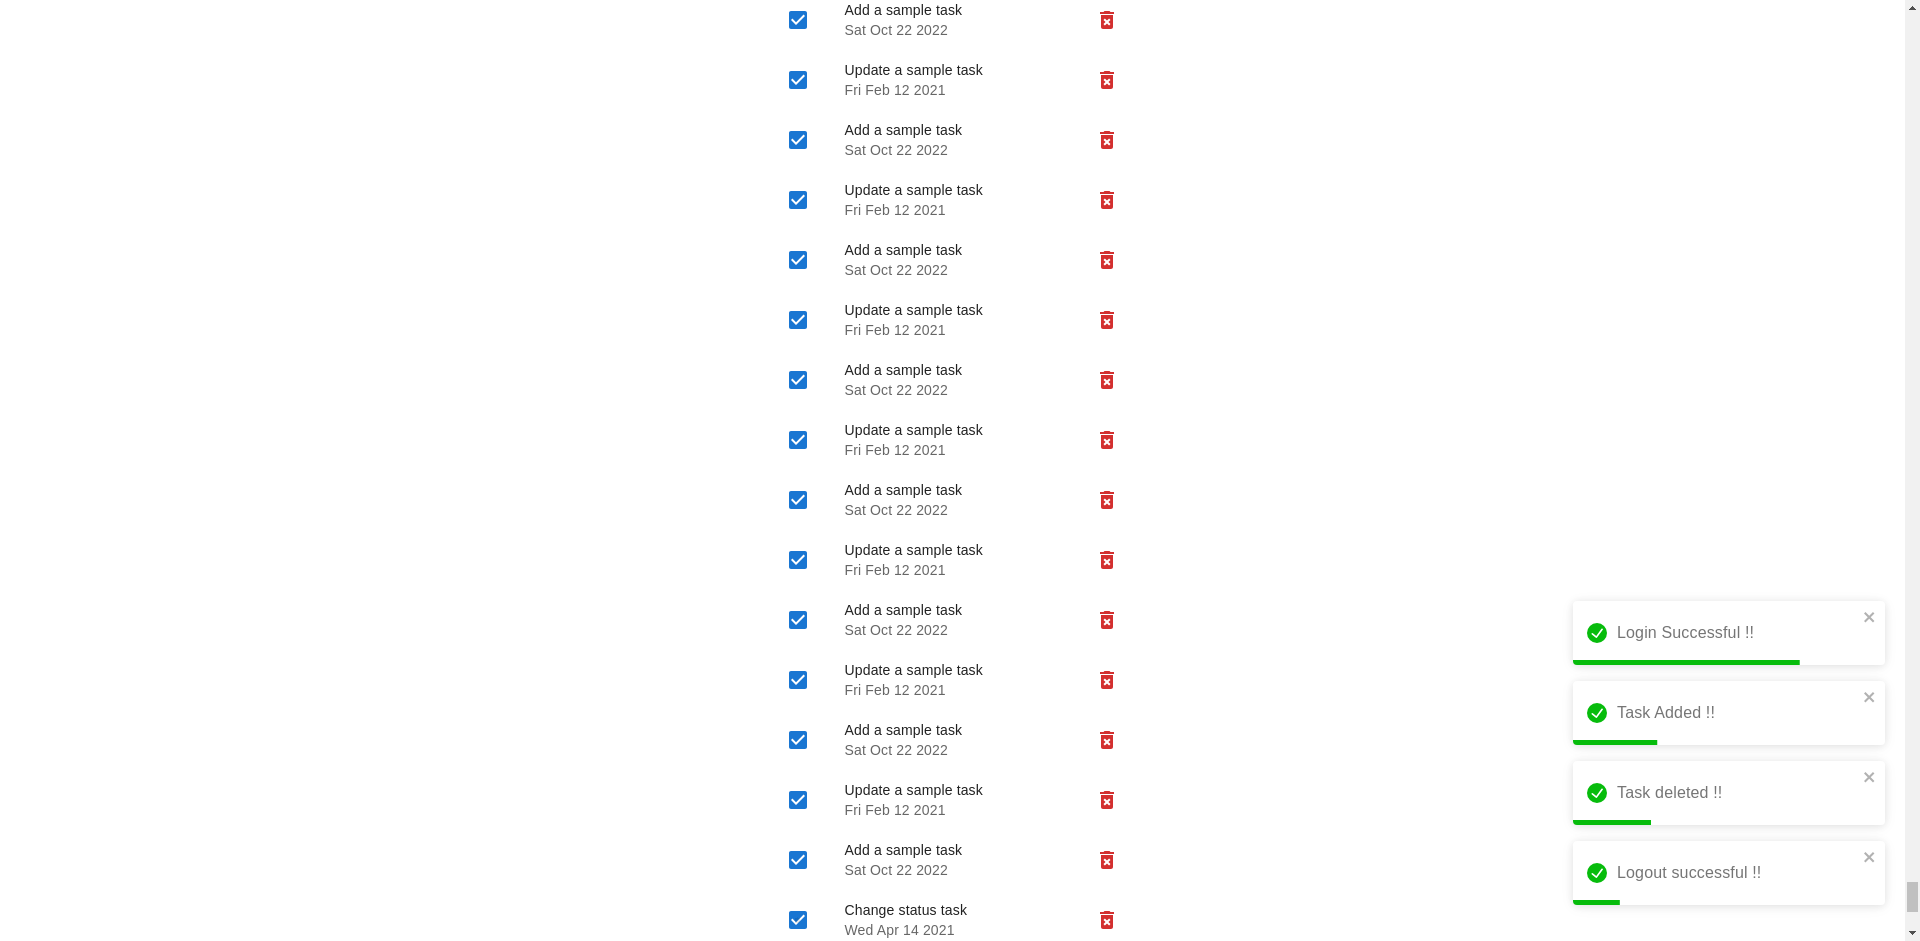 Add a sample task
Sat Oct 22 2022
Update a sample task
Fri Feb 12 2021
Add a sample task
Sat Oct 22 2022
Update a sample task
Fri Feb 12 2021
Add a sample task
Sat Oct 22 2022
Update a sample task
Fri Feb 12 2021
Add a sample task
Sat Oct 22 2022
Update a sample task
Fri Feb 12 2021
Add a sample task
Sat Oct 22 2022
Update a sample task
Fri Feb 12 2021
Add a sample task
Sat Oct 22 2022
Update a sample task
Fri Feb 12 2021
Add a sample task
Sat Oct 22 2022
Update a sample task
Fri Feb 12 2021
Add a sample task
Sat Oct 22 2022
Change status task
Wed Apr 14 2021
Login Successful !!
Task Added !!
Task deleted !!
Logout successful !!